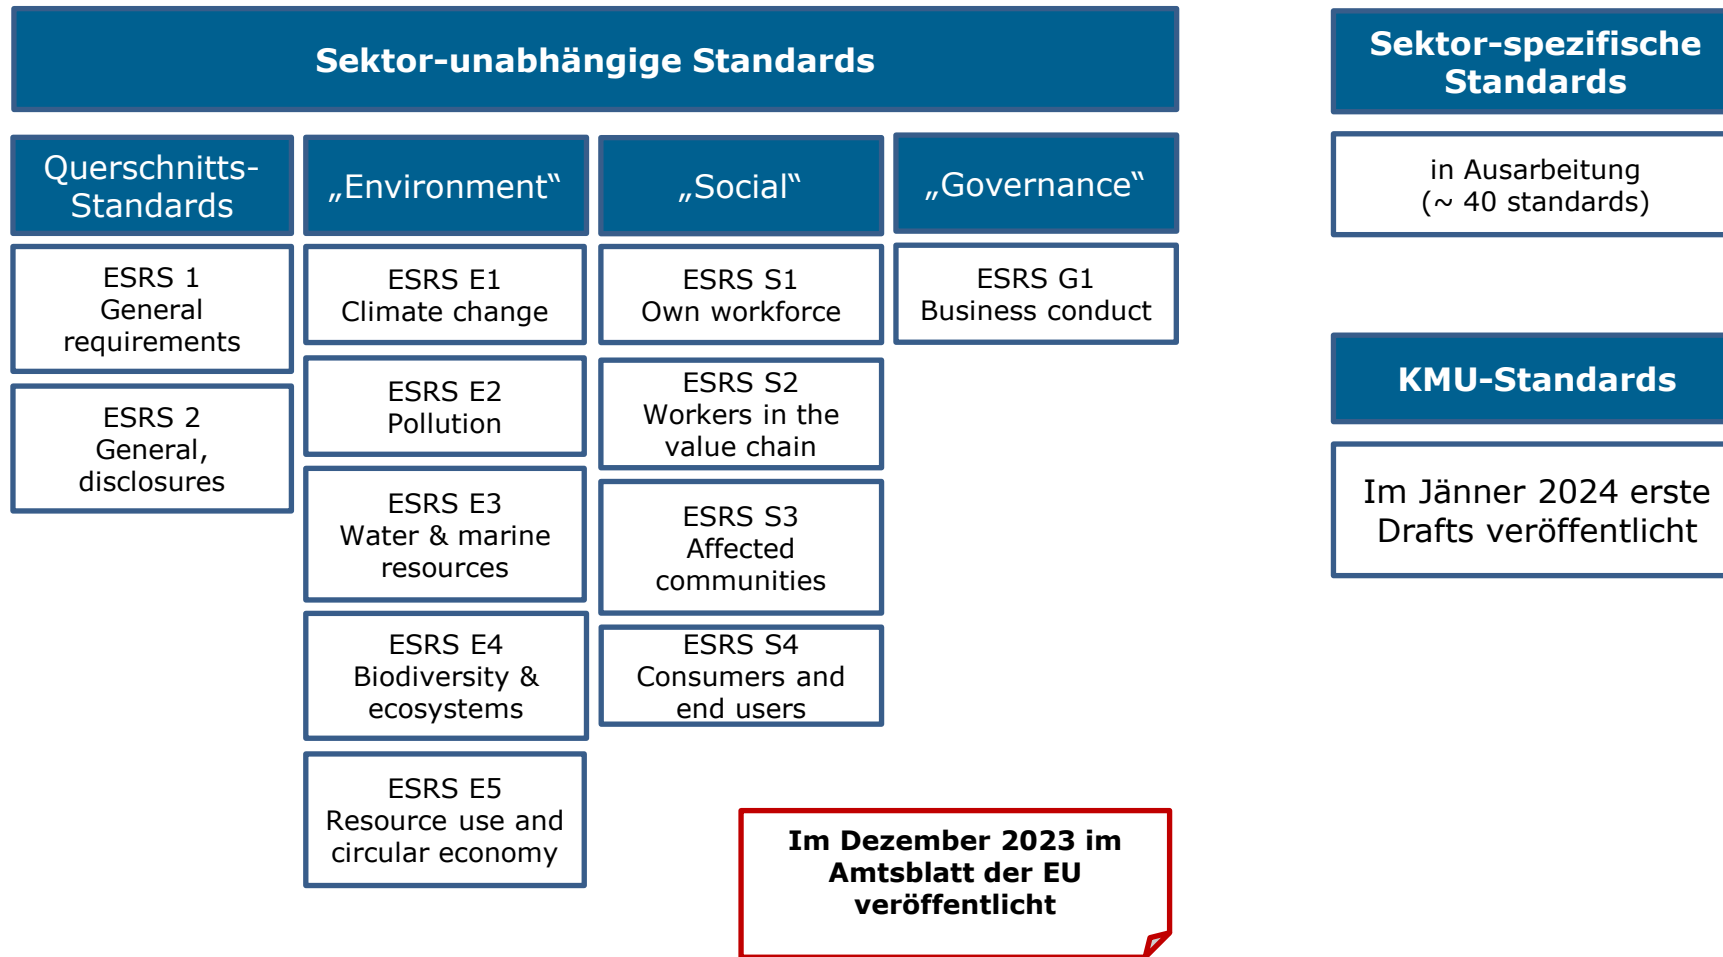 Sektor-unabhängige Standards
Querschnitts-
Standards
ESRS 1
General
requirements
ESRS 2
General,
disclosures
„Environment“
ESRS E1
Climate change
ESRS E2
Pollution
ESRS E3
Water & marine
resources
ESRS E4
Biodiversity &
ecosystems
ESRS E5
Resource use and
circular economy
„Social“
ESRS S1
Own workforce
ESRS S2
Workers in the
value chain
ESRS S3
Affected
communities
ESRS S4
Consumers and
end users
„Governance“
ESRS G1
Business conduct
Im Dezember 2023 im
Amtsblatt der EU
veröffentlicht
Sektor-spezifische
Standards
in Ausarbeitung
(~ 40 standards)
KMU-Standards
Im Jänner 2024 erste
Drafts veröffentlicht